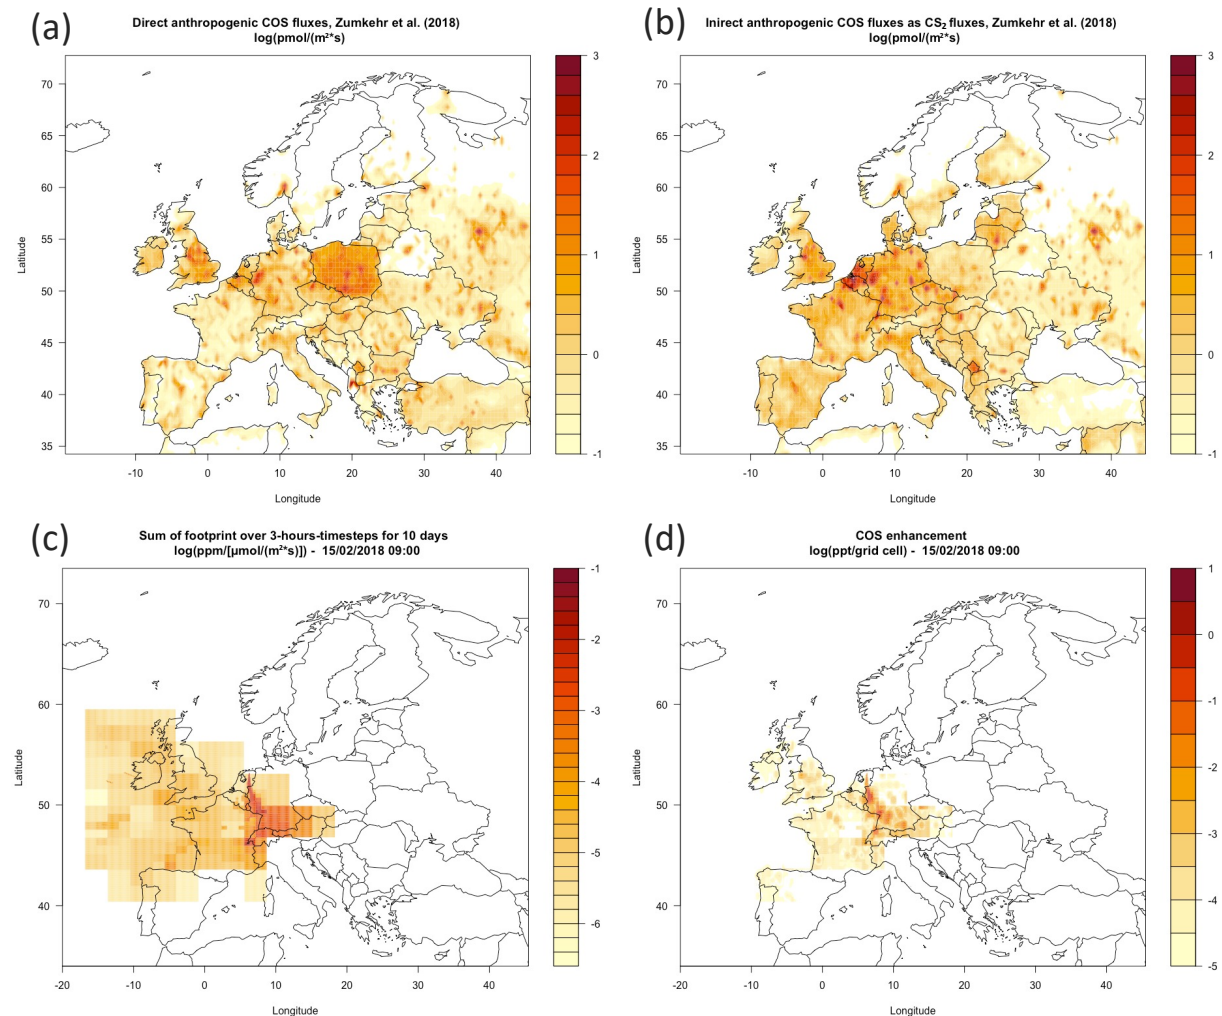 (a)
Direct anthropogenic COS fluxes, Zumkehr et al. (2018)
log(pmol/(m²*s)
70
65
60
55
50
45
40
35
Latitude
-10 0 10 20 30 40
Longitude
3
2
1
0
-1
(b)
Inirect anthropogenic COS fluxes as CS₂ fluxes, Zumkehr et al. (2018)
log(pmol/(m²*s)
70
65
60
55
50
45
40
35
Latitude
-10 0 10 20 30 40
Longitude
3
2
1
0
-1
(c)
Sum of footprint over 3-hours-timesteps for 10 days
log(ppm/[µmol/(m²*s)]) - 15/02/2018 09:00
70
60
50
40
Latitude
-20 -10 0 10 20 30 40
Longitude
-1
-2
-3
-4
-5
-6
(d)
COS enhancement
log(ppt/grid cell) - 15/02/2018 09:00
70
60
50
40
Latitude
-20 -10 0 10 20 30 40
Longitude
1
0
-1
-2
-3
-4
-5